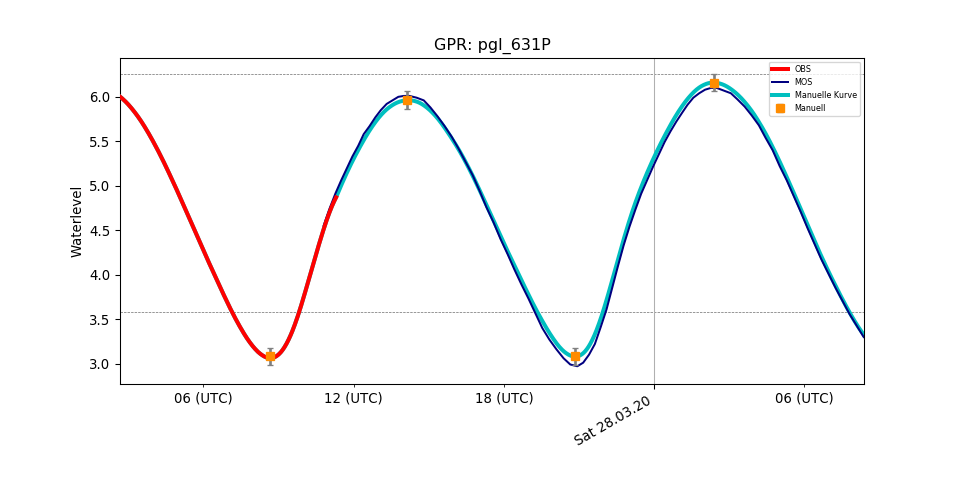 GPR: pgl_631P
OBS
MOS
Manuelle Kurve
Manuell
Waterlevel
6.0
5.5
5.0
4.5
4.0
3.5
3.0
06 (UTC)
12 (UTC)
18 (UTC)
Sat 28.03.20
06 (UTC)